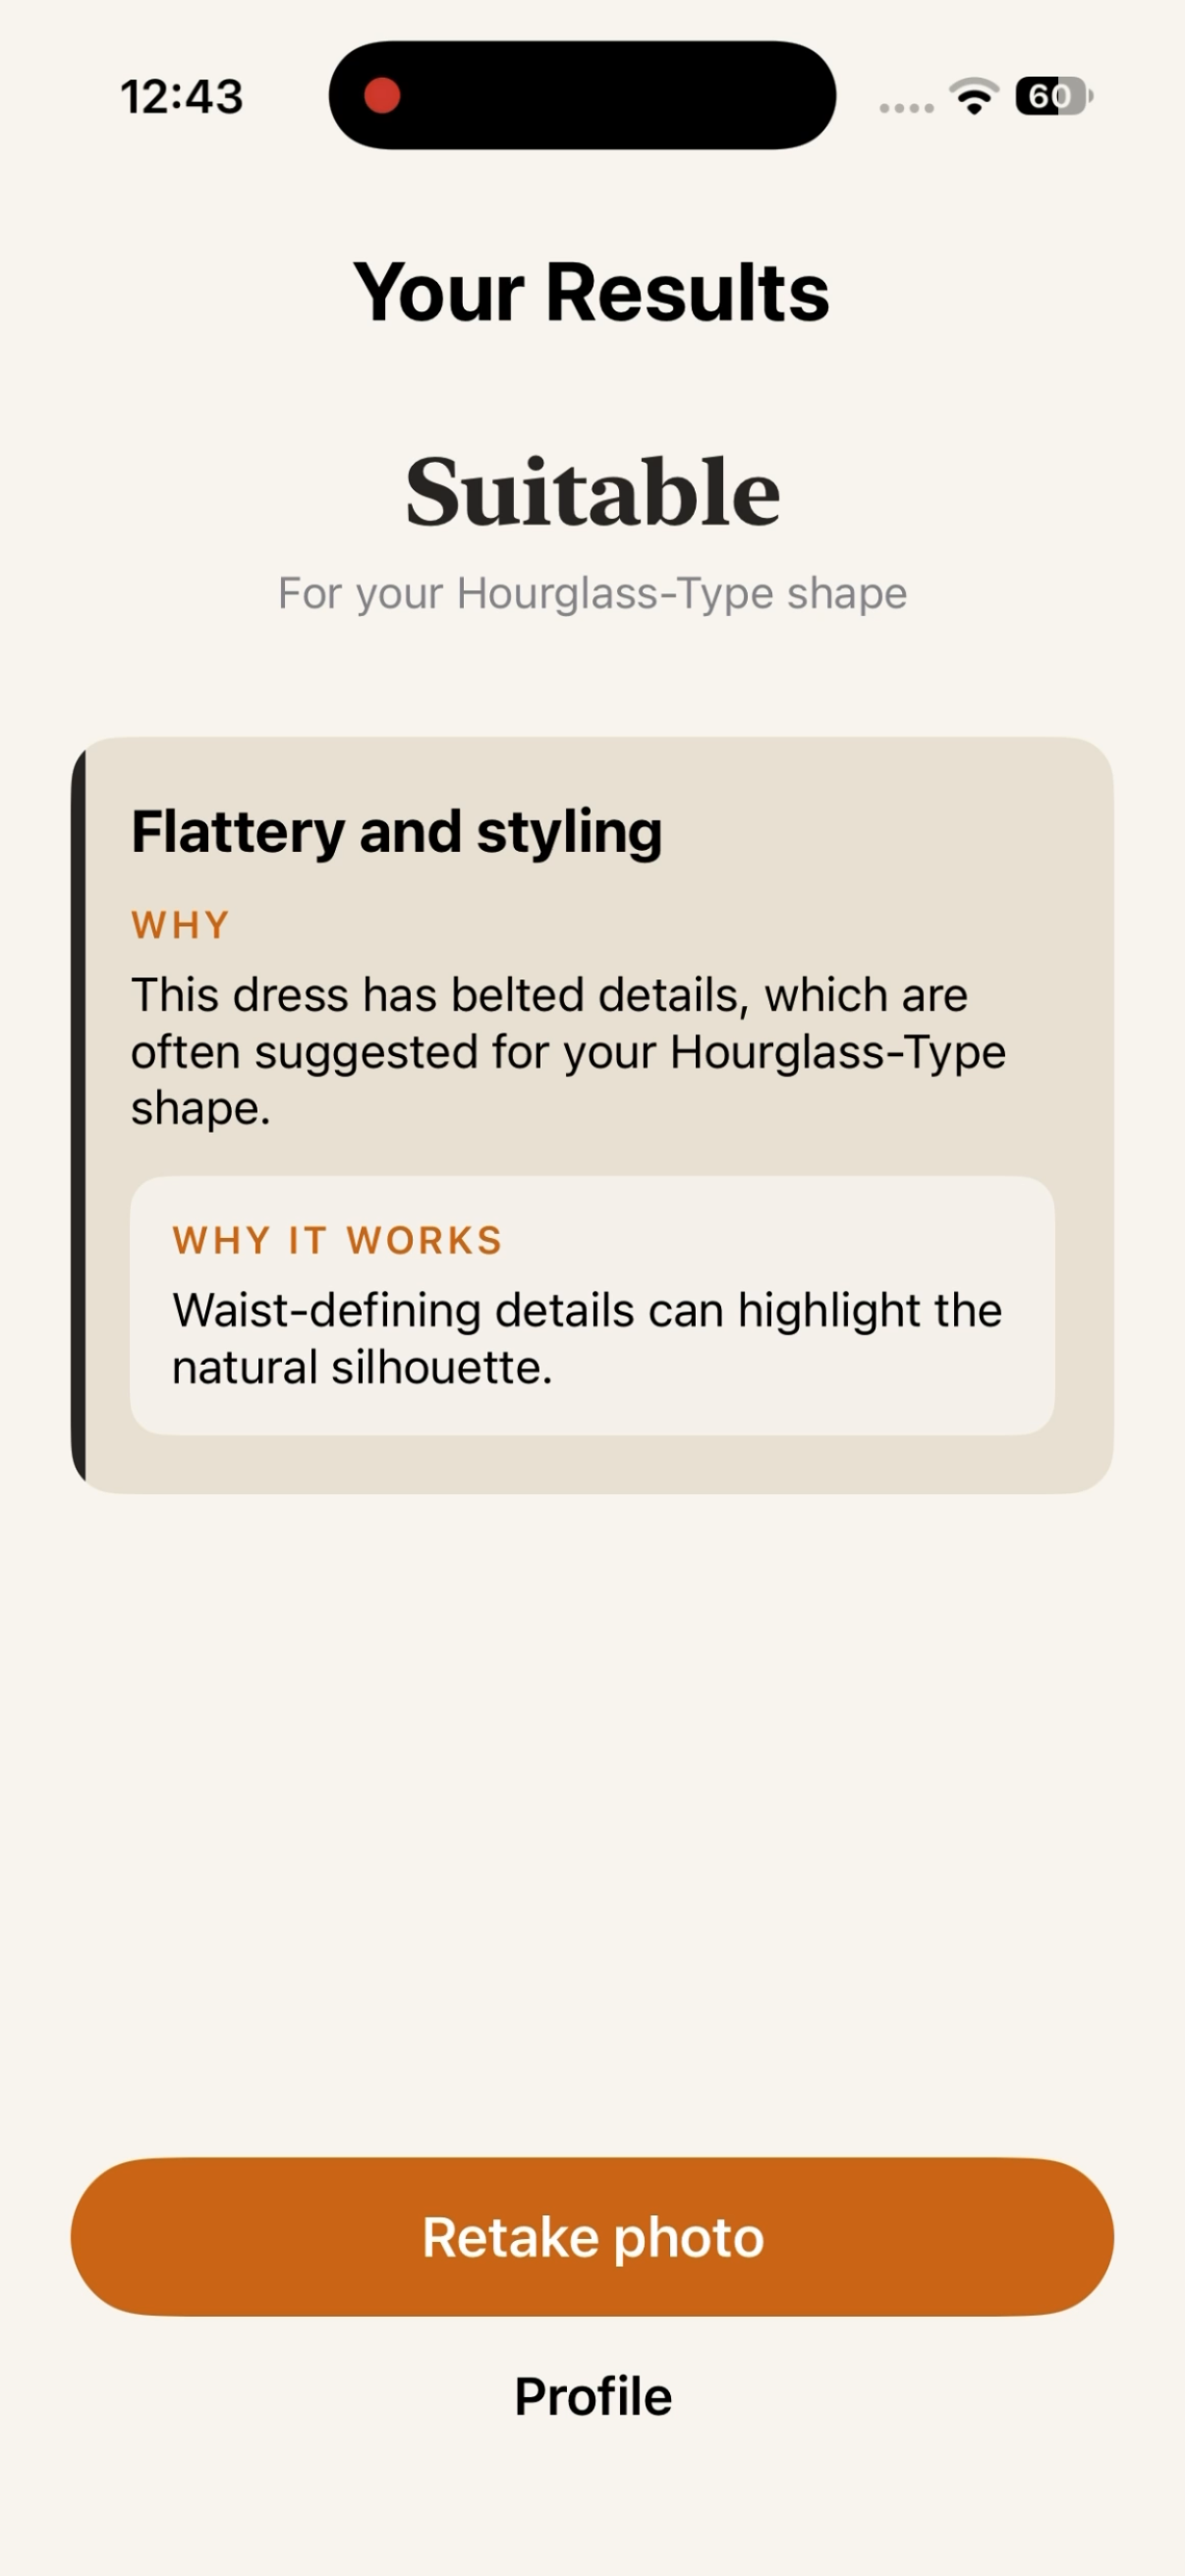 12:43
60
Your Results
Suitable
For your Hourglass-Type shape
Flattery and styling
WHY
This dress has belted details, which are
often suggested for your Hourglass-Type
shape.
WHY IT WORKS
Waist-defining details can highlight the
natural silhouette.
Retake photo
Profile